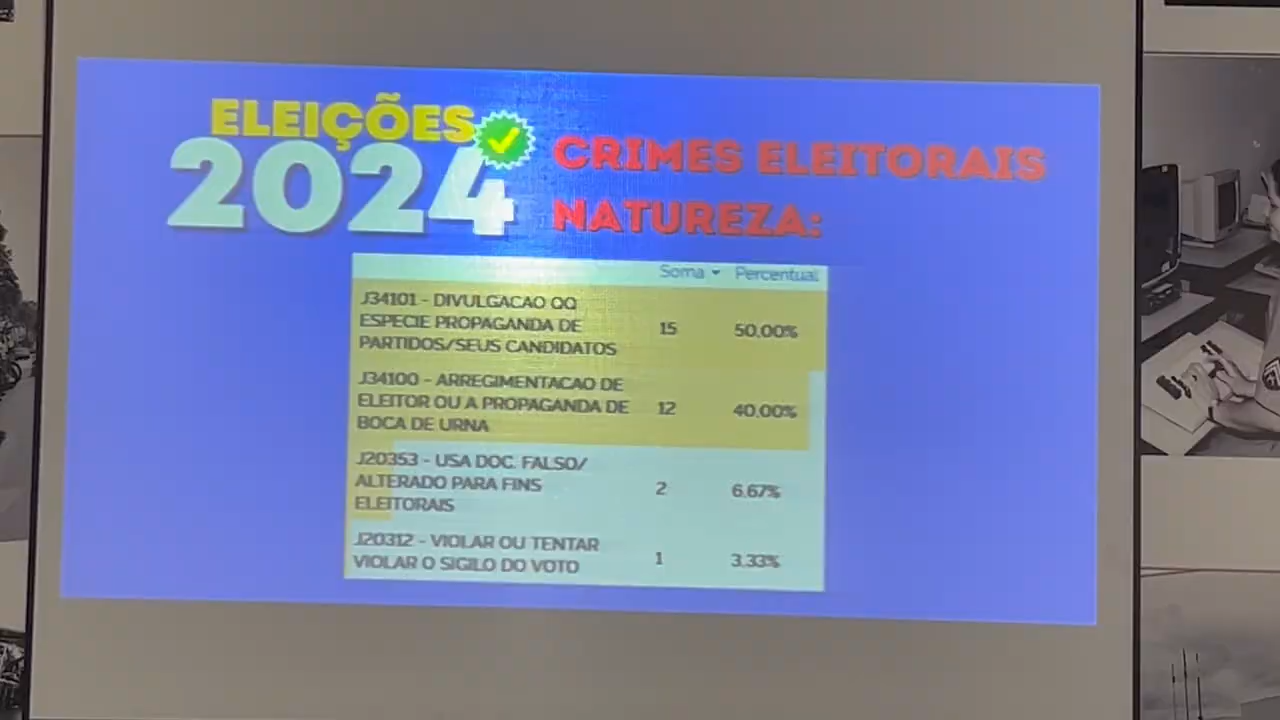 ELEIÇÕES
2024
CRIMES ELEITORAIS
NATUREZA:
Soma Percentual
J34101 - DIVULGACAO QQ
ESPECIE PROPAGANDA DE
PARTIDOS/SEUS CANDIDATOS
15 50,00%
J34100 - ARREGIMENTACAO DE
ELEITOR OU A PROPAGANDA DE
BOCA DE URNA
12 40,00%
J20353 - USA DOC. FALSO/
ALTERADO PARA FINS
ELEITORAIS
2 6,67%
J20312 - VIOLAR OU TENTAR
VIOLAR O SIGILO DO VOTO
1 3,33%